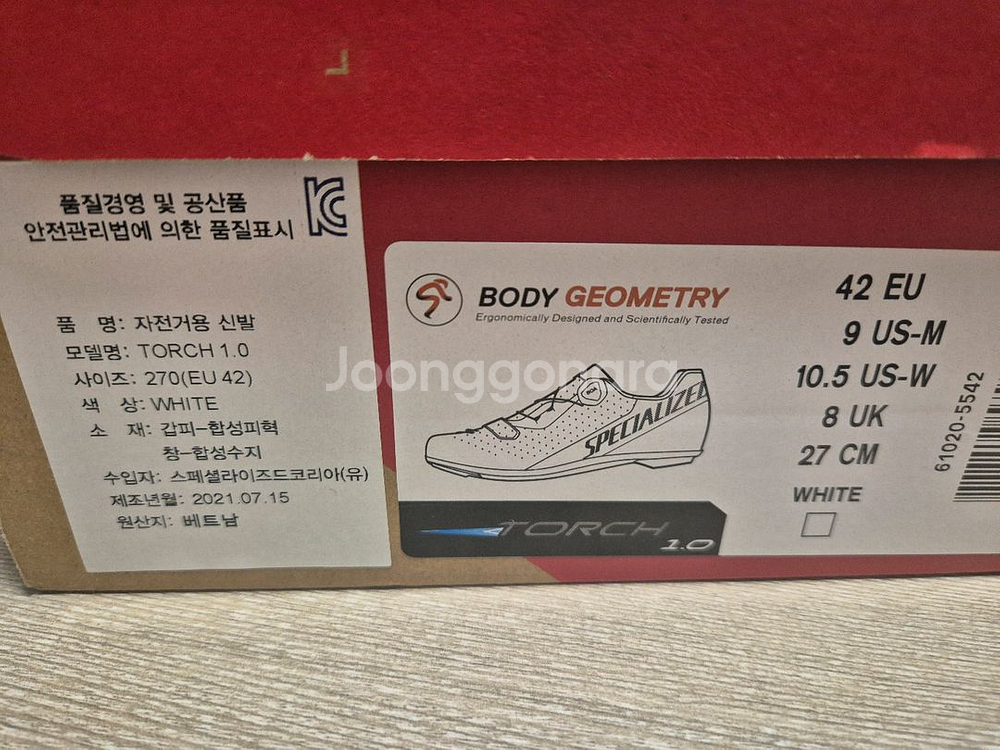 품질경영 및 공산품
안전관리법에 의한 품질표시
품 명: 자전거용 신발
모델명: TORCH 1.0
사이즈: 270(EU 42)
색 상: WHITE
소 재: 갑피-합성피혁
창-합성수지
수입자: 스페셜라이즈드코리아(유)
제조년월: 2021.07.15
원산지: 베트남
BODY GEOMETRY
Ergonomically Designed and Scientifically Tested
SPECIALIZED
TORCH
1.0
42 EU
9 US-M
10.5 US-W
8 UK
27 CM
WHITE
61020-5542
Joonggonara